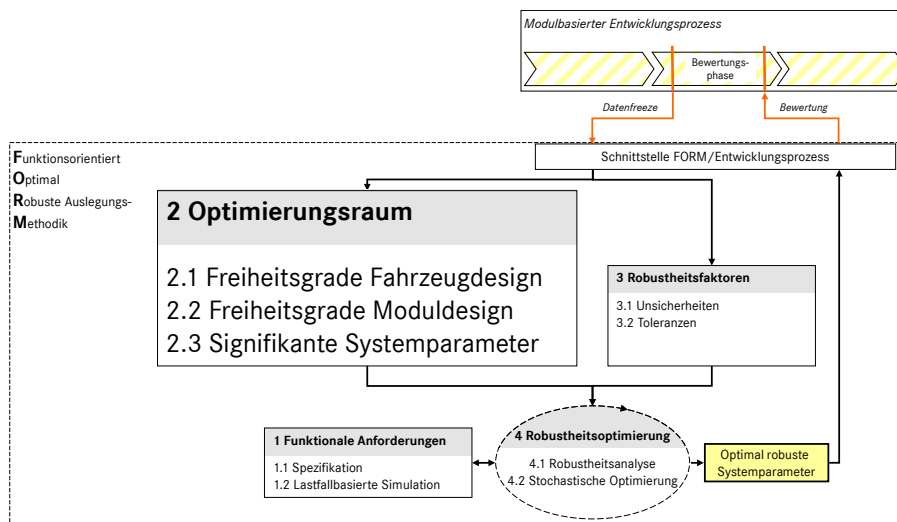 Modulbasierter Entwicklungsprozess
Bewertungs-
phase
Datenfreeze
Bewertung
Funktionsorientiert
Optimal
Robuste Auslegungs-
Methodik
Schnittstelle FORM/Entwicklungsprozess
2 Optimierungsraum
2.1 Freiheitsgrade Fahrzeugdesign
2.2 Freiheitsgrade Moduldesign
2.3 Signifikante Systemparameter
3 Robustheitsfaktoren
3.1 Unsicherheiten
3.2 Toleranzen
1 Funktionale Anforderungen
1.1 Spezifikation
1.2 Lastfallbasierte Simulation
4 Robustheitsoptimierung
4.1 Robustheitsanalyse
4.2 Stochastische Optimierung
Optimal robuste
Systemparameter